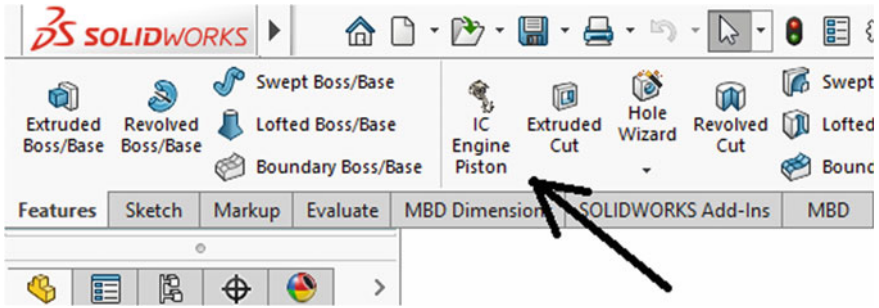 SOLIDWORKS
Extruded
Boss/Base
Revolved
Boss/Base
Swept Boss/Base
Lofted Boss/Base
Boundary Boss/Base
IC
Engine
Piston
Extruded
Cut
Hole
Wizard
Revolved
Cut
Swept
Lofted
Bound
Features Sketch Markup Evaluate MBD Dimension SOLIDWORKS Add-Ins MBD